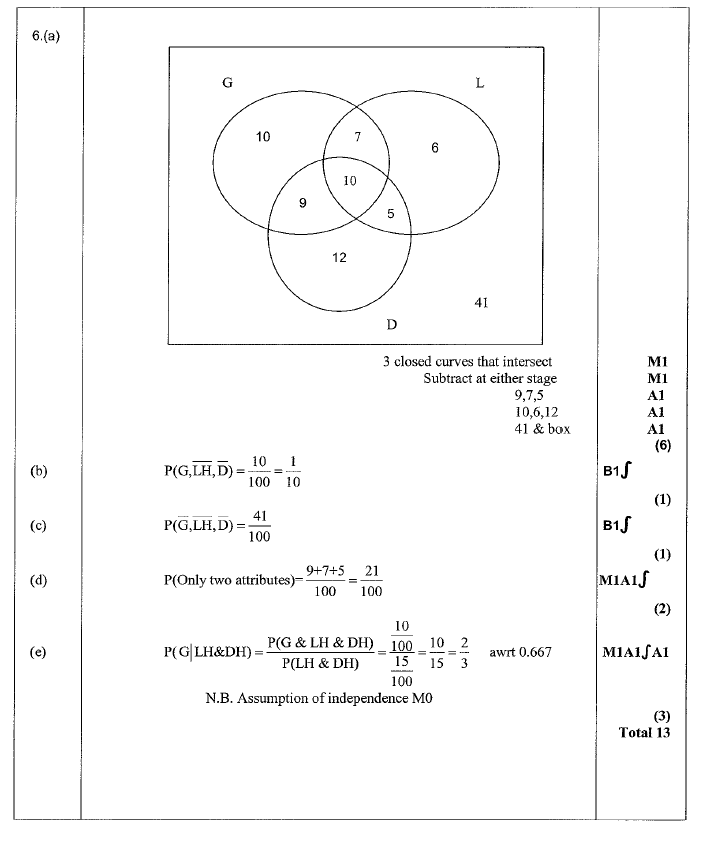 6.(a)
G
L
10
7
6
10
9
5
12
41
D
3 closed curves that intersect M1
Subtract at either stage M1
9,7,5 A1
10,6,12 A1
41 & box A1
(6)
(b) P(G,L̅H̅,D̅) = 10/100 = 1/10 B1∫
(1)
(c) P(G̅,L̅H̅,D̅) = 41/100 B1∫
(1)
(d) P(Only two attributes)= 9+7+5/100 = 21/100 M1A1∫
(2)
(e) P(G|LH&DH) = P(G & LH & DH)/P(LH & DH) = 10/100/15/100 = 10/15 = 2/3 awrt 0.667 M1A1∫A1
N.B. Assumption of independence M0
(3)
Total 13